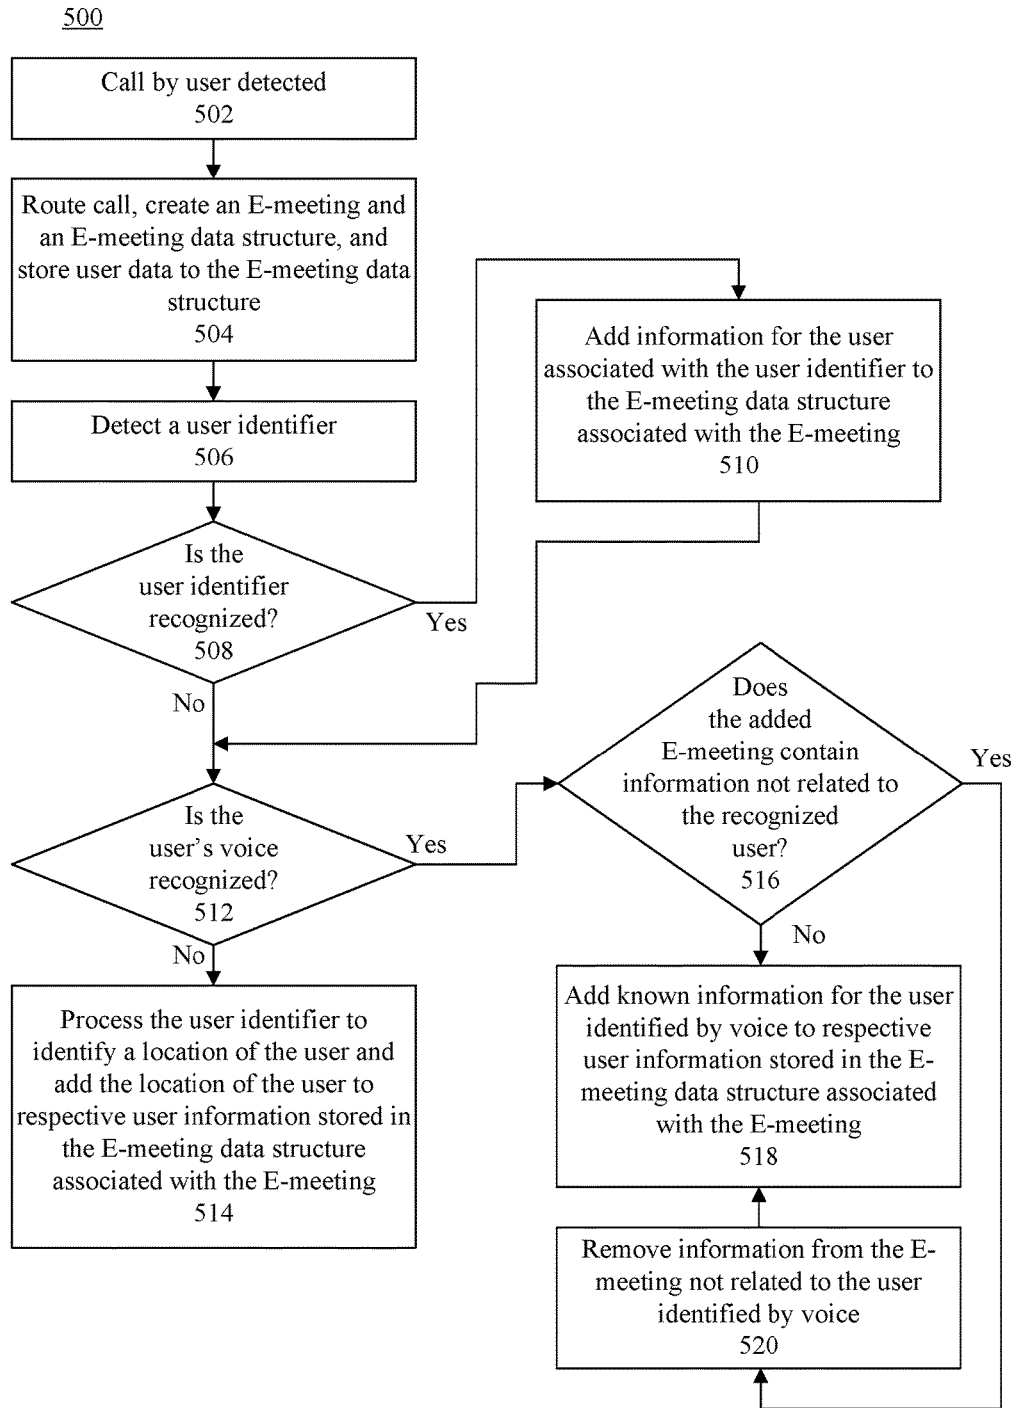 500
Call by user detected
502
Route call, create an E-meeting and
an E-meeting data structure, and
store user data to the E-meeting data
structure
504
Detect a user identifier
506
Is the
user identifier
recognized?
508
Yes
No
Add information for the user
associated with the user identifier to
the E-meeting data structure
associated with the E-meeting
510
Is the
user’s voice
recognized?
512
Yes
No
Process the user identifier to
identify a location of the user and
add the location of the user to
respective user information stored in
the E-meeting data structure
associated with the E-meeting
514
Does
the added
E-meeting contain
information not related to
the recognized
user?
516
Yes
No
Add known information for the user
identified by voice to respective
user information stored in the E-
meeting data structure associated
with the E-meeting
518
Remove information from the E-
meeting not related to the user
identified by voice
520